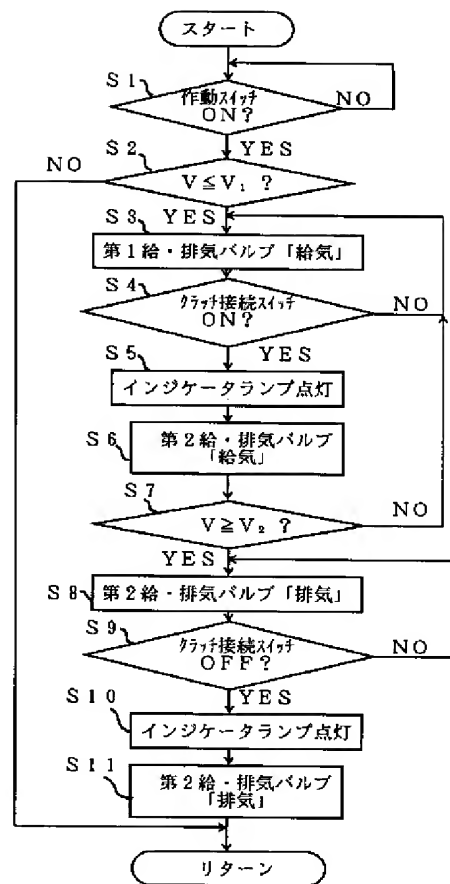 スタート
S1
作動スイッチ
ON?
NO
YES
S2
NO
V≦V₁ ?
YES
S3
第1給・排気バルブ「給気」
S4
クラッチ接続スイッチ
ON?
NO
YES
S5
インジケータランプ点灯
S6
第2給・排気バルブ
「給気」
S7
V≧V₂ ?
NO
YES
S8
第2給・排気バルブ「排気」
S9
クラッチ接続スイッチ
OFF?
NO
YES
S10
インジケータランプ点灯
S11
第2給・排気バルブ
「排気」
リターン